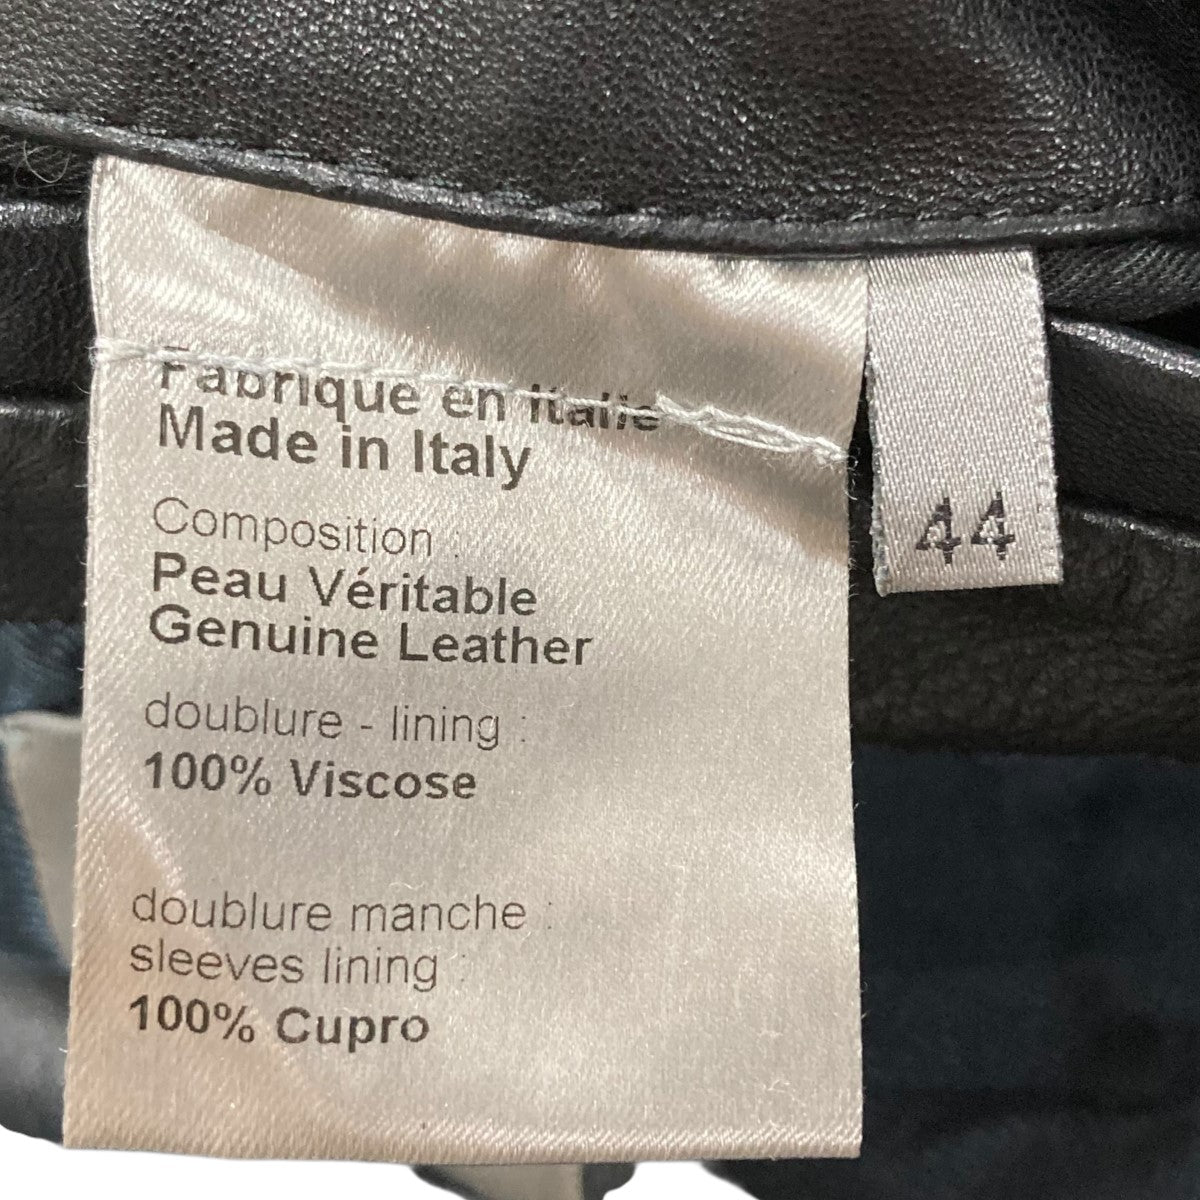 Fabrique en Italie
Made in Italy
Composition :
Peau Véritable
Genuine Leather
doublure - lining :
100% Viscose
doublure manche :
sleeves lining :
100% Cupro
44